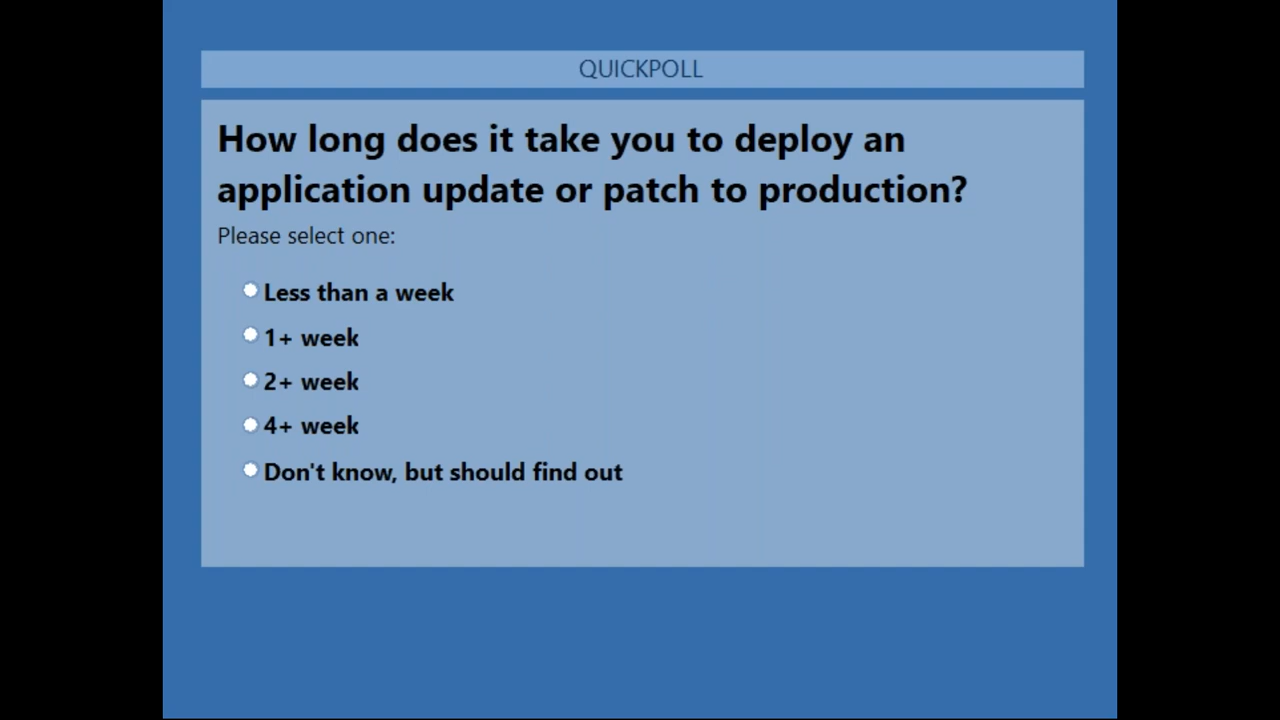 QUICKPOLL
How long does it take you to deploy an
application update or patch to production?
Please select one:
Less than a week
1+ week
2+ week
4+ week
Don't know, but should find out